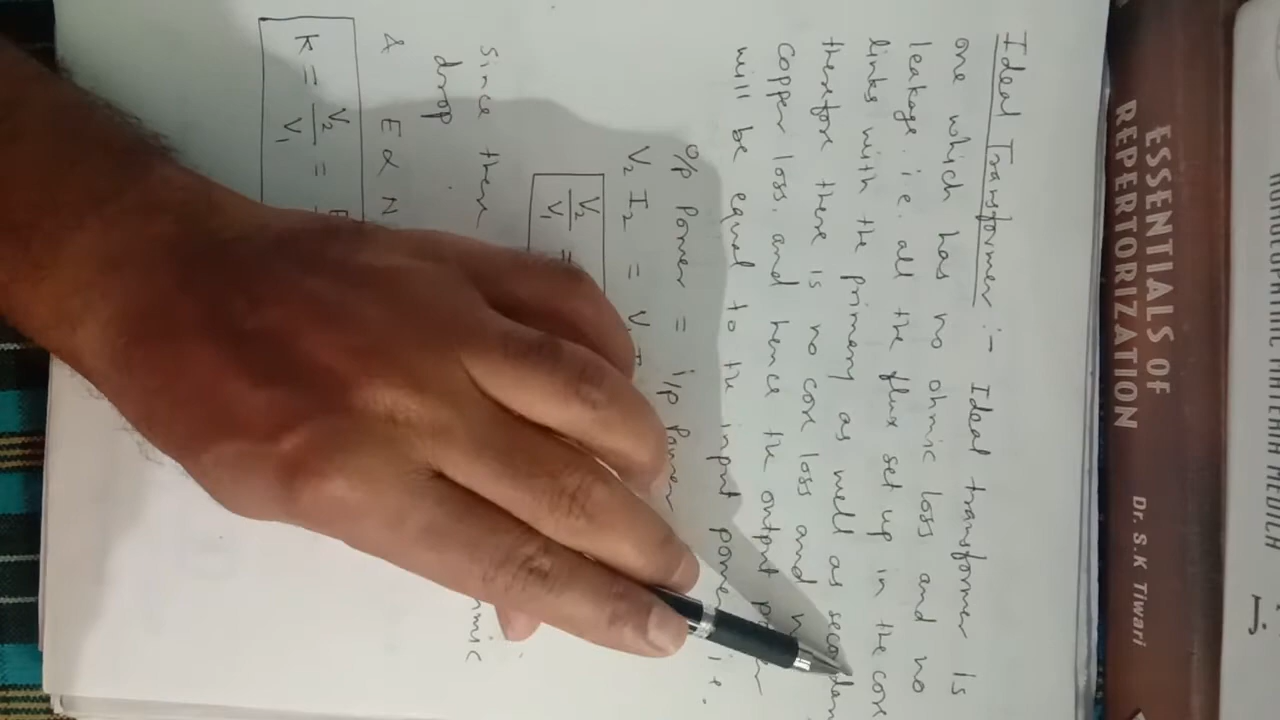 Ideal Transformer :- Ideal transformer is
one which has no ohmic loss and no
leakage i.e. all the flux set up in the core
links with the primary as well as
therefore there is no core loss and
copper loss. and hence the output
will be equal to the input power i.e.
o/p Power = i/p Power
V2 I2 = V
V2/V1 =
Since there ohmic
drop
& E α N
K = V2/V1 =
ESSENTIALS OF
REPERTORIZATION
Dr. S.K Tiwari